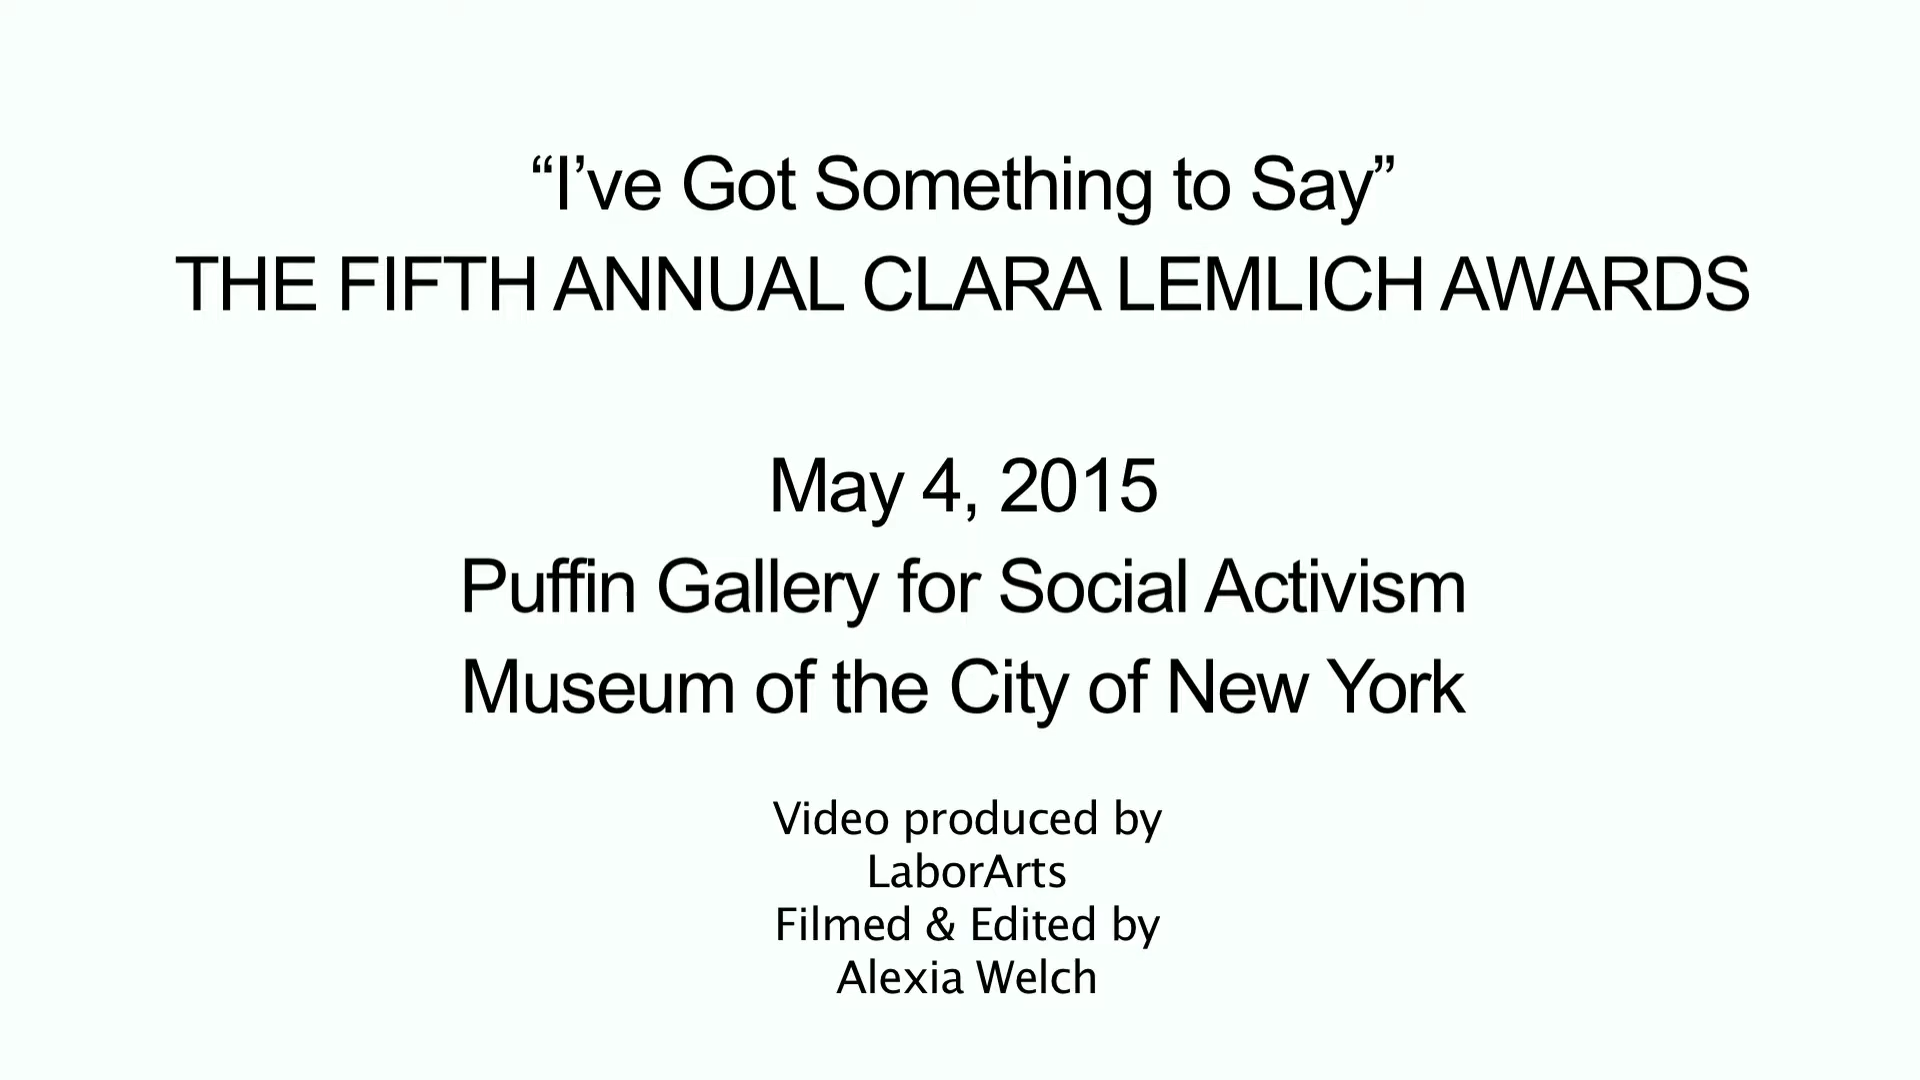 “I’ve Got Something to Say”
THE FIFTH ANNUAL CLARA LEMLICH AWARDS
May 4, 2015
Puffin Gallery for Social Activism
Museum of the City of New York
Video produced by
LaborArts
Filmed & Edited by
Alexia Welch